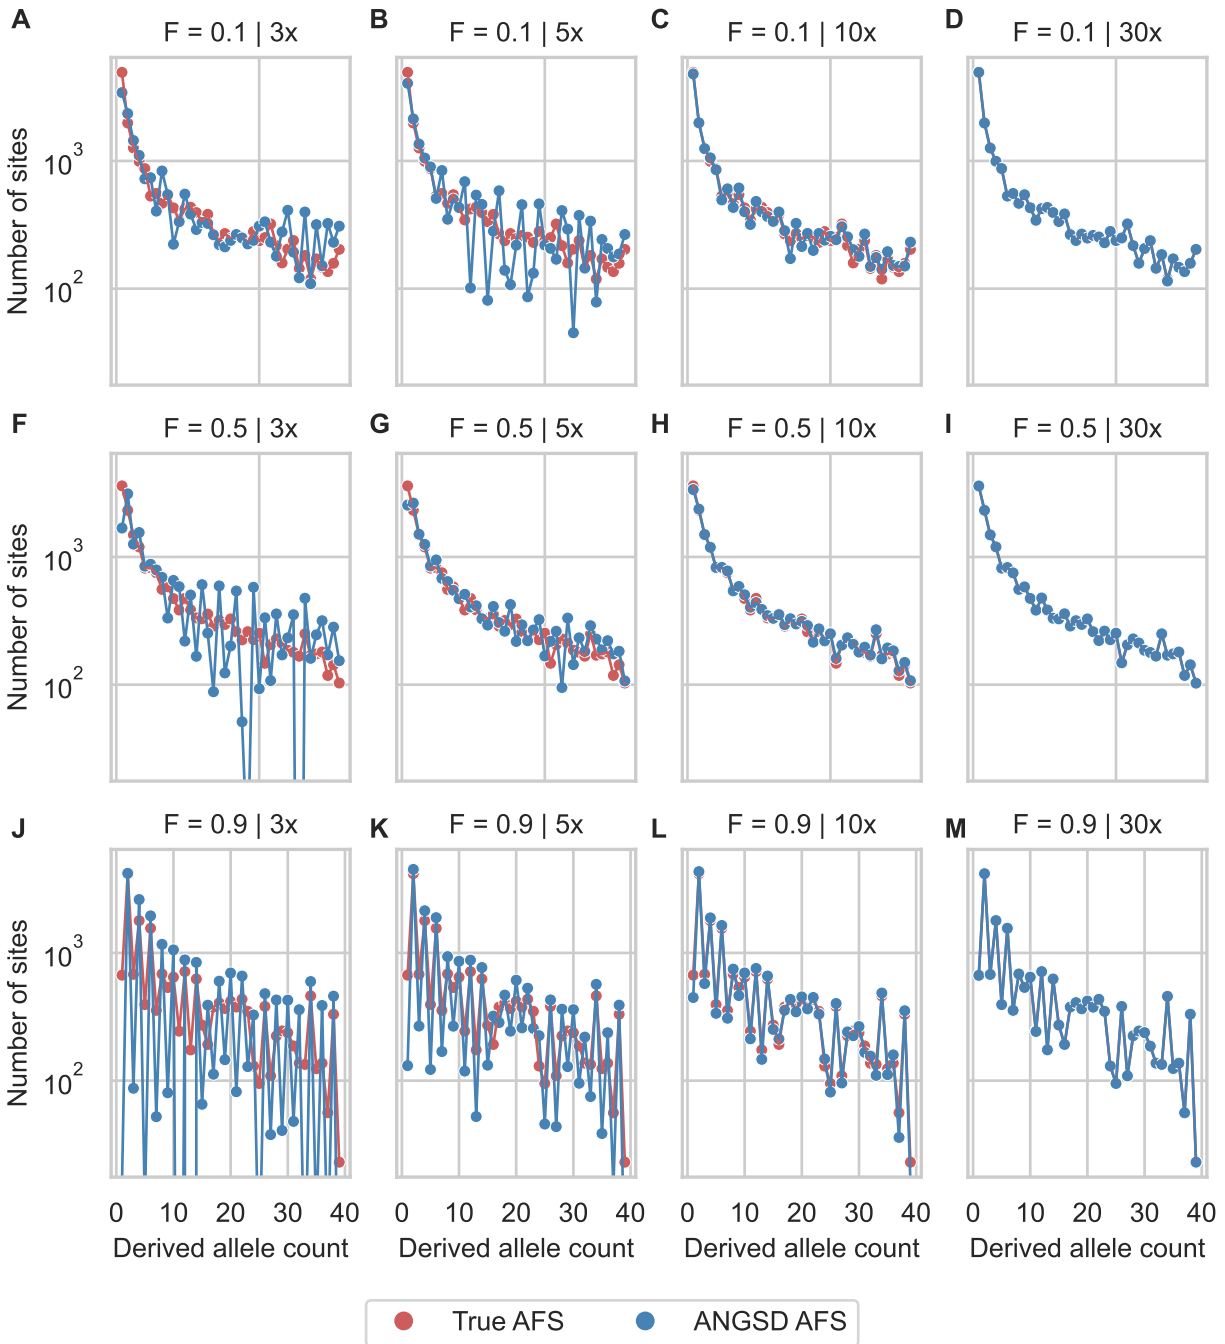 A F = 0.1 | 3x B F = 0.1 | 5x C F = 0.1 | 10x D F = 0.1 | 30x
Number of sites
10^3
10^2
F F = 0.5 | 3x G F = 0.5 | 5x H F = 0.5 | 10x I F = 0.5 | 30x
Number of sites
10^3
10^2
J F = 0.9 | 3x K F = 0.9 | 5x L F = 0.9 | 10x M F = 0.9 | 30x
Number of sites
10^3
10^2
0 10 20 30 40 0 10 20 30 40 0 10 20 30 40 0 10 20 30 40
Derived allele count Derived allele count Derived allele count Derived allele count
True AFS ANGSD AFS